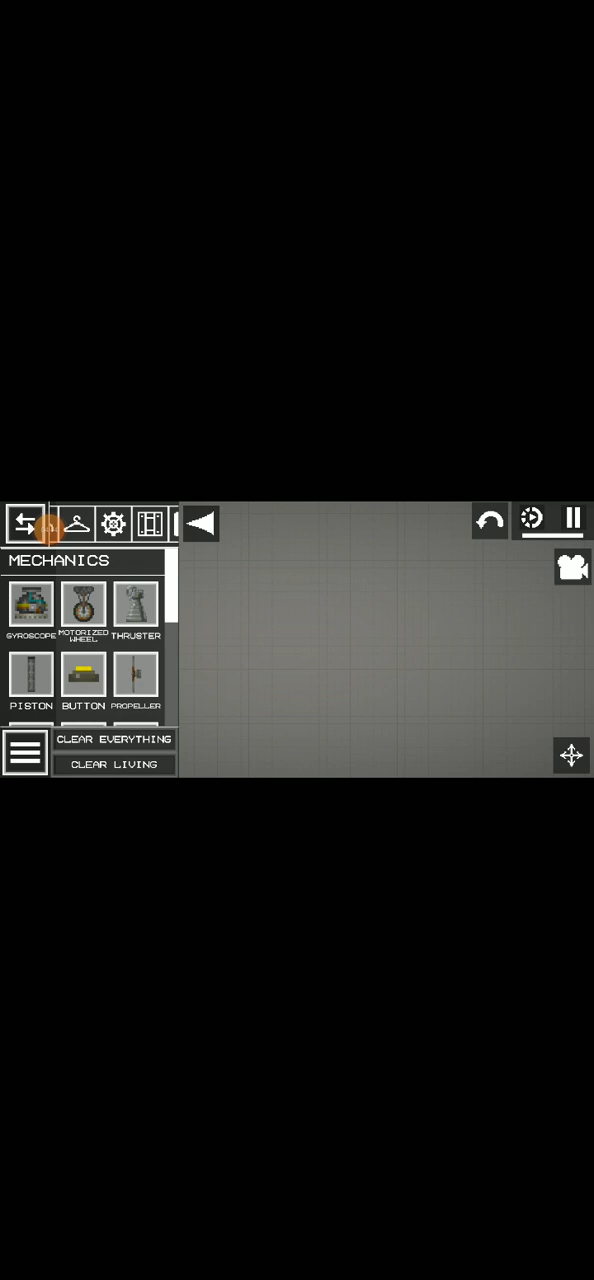 MECHANICS
GYROSCOPE
MOTORIZED
WHEEL
THRUSTER
PISTON
BUTTON
PROPELLER
CLEAR EVERYTHING
CLEAR LIVING